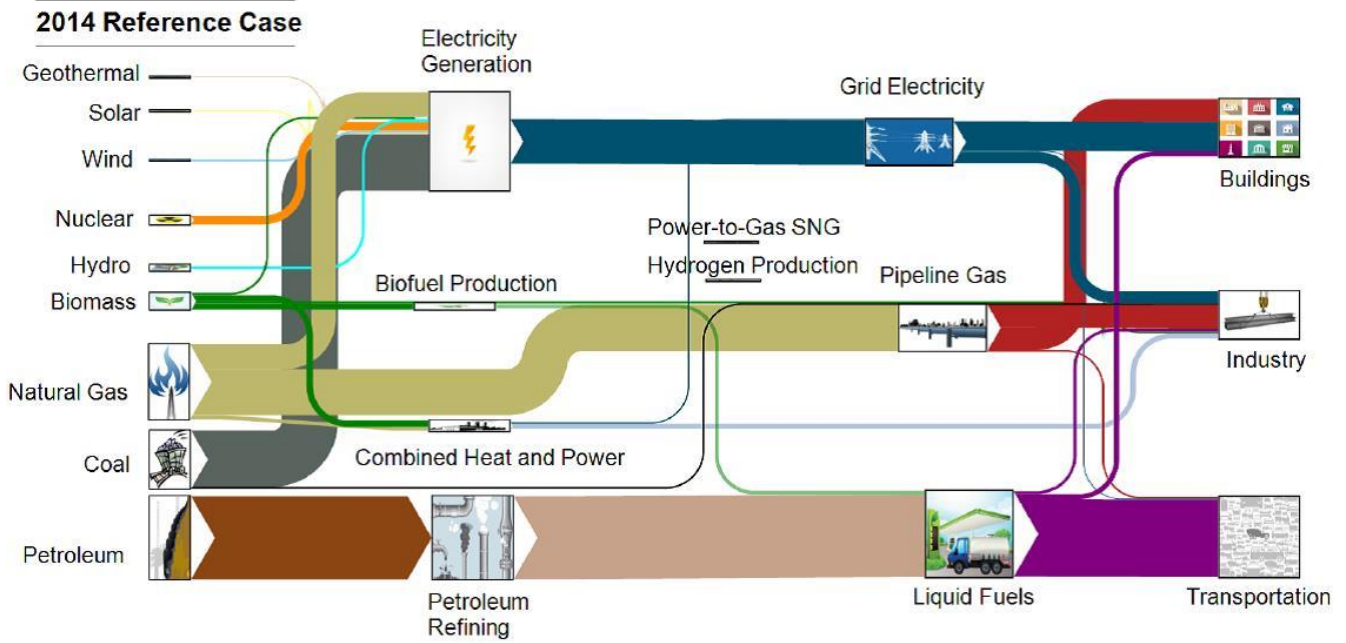 2014 Reference Case
Electricity
Generation
Geothermal
Solar
Wind
Nuclear
Hydro
Biomass
Natural Gas
Coal
Petroleum
Grid Electricity
Buildings
Power-to-Gas SNG
Hydrogen Production
Biofuel Production
Pipeline Gas
Industry
Combined Heat and Power
Petroleum
Refining
Liquid Fuels
Transportation